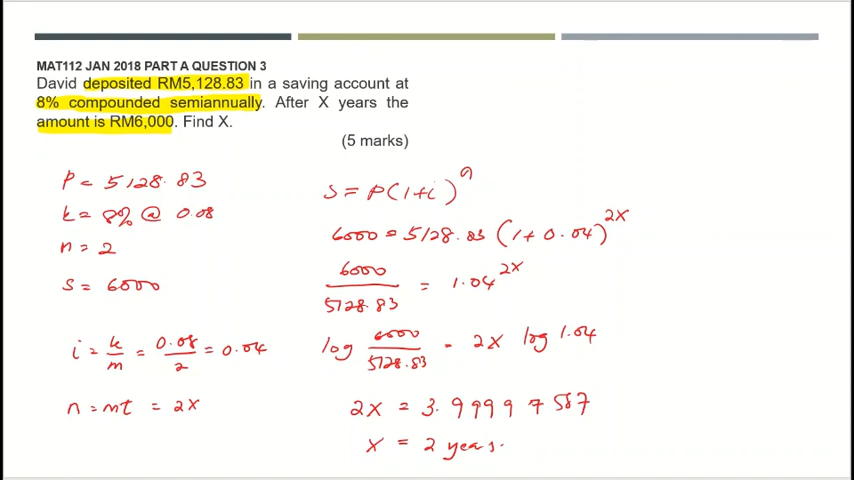 MAT112 JAN 2018 PART A QUESTION 3
David deposited RM5,128.83 in a saving account at
8% compounded semiannually. After X years the
amount is RM6,000. Find X.
(5 marks)
P = 5128.83
k = 8% @ 0.08
n = 2
S = 6000
i = k/m = 0.08/2 = 0.04
n = mt = 2X
S = P(1+i)^n
6000 = 5128.83 (1+0.04)^2X
6000/5128.83 = 1.04^2X
log 6000/5128.83 = 2X log 1.04
2X = 3.99997587
X = 2 years.